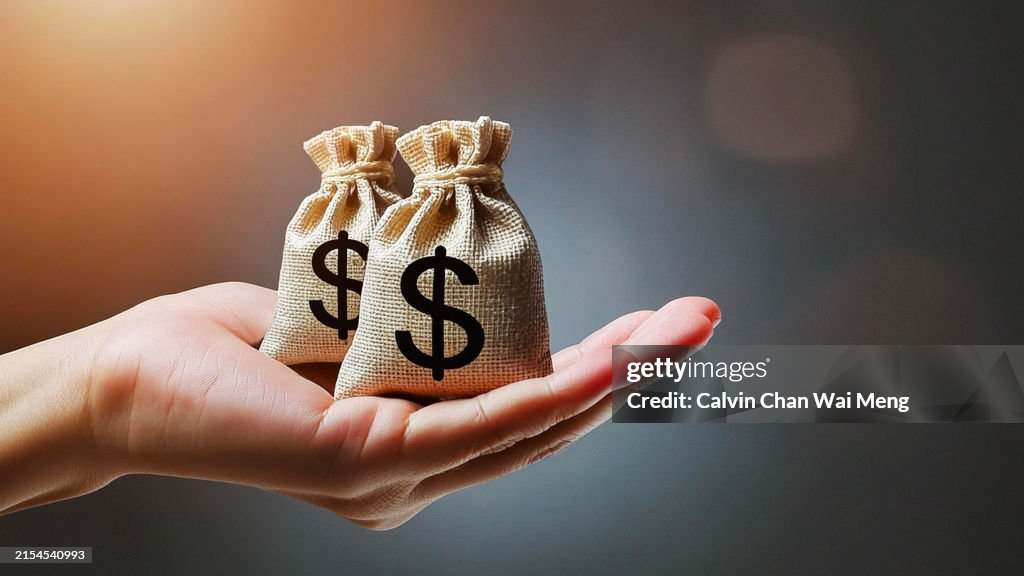 $ $
gettyimages®
Credit: Calvin Chan Wai Meng
2154540993